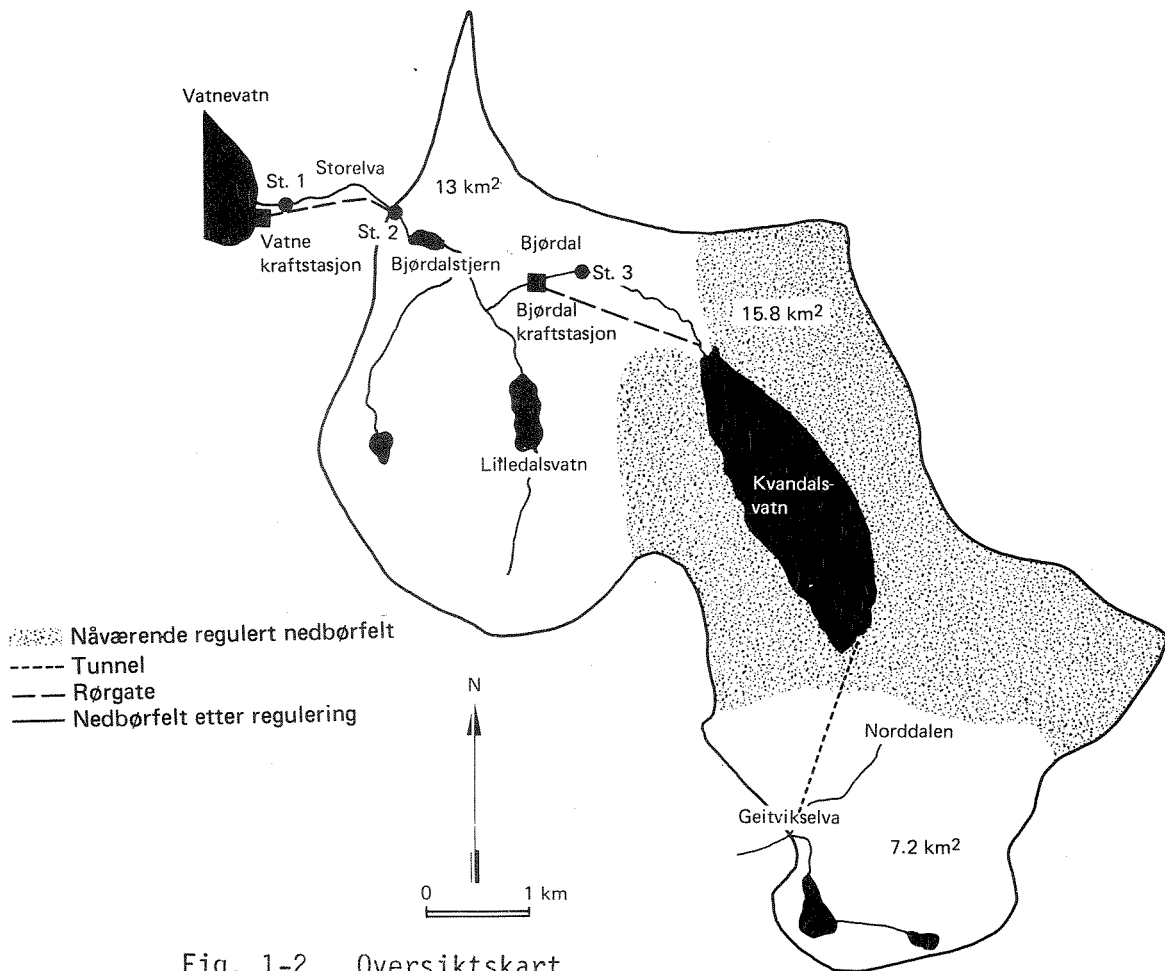 Vatnevatn
St. 1
Storelva
13 km²
St. 2
Vatne
kraftstasjon
Bjørdalstjern
Bjørdal
St. 3
Bjørdal
kraftstasjon
15.8 km²
Lilledalsvatn
Kvandals-
vatn
Nåværende regulert nedbørfelt
Tunnel
Rørgate
Nedbørfelt etter regulering
N
Norddalen
Geitvikselva
7.2 km²
0 1 km
Fig. 1-2 Oversiktskart